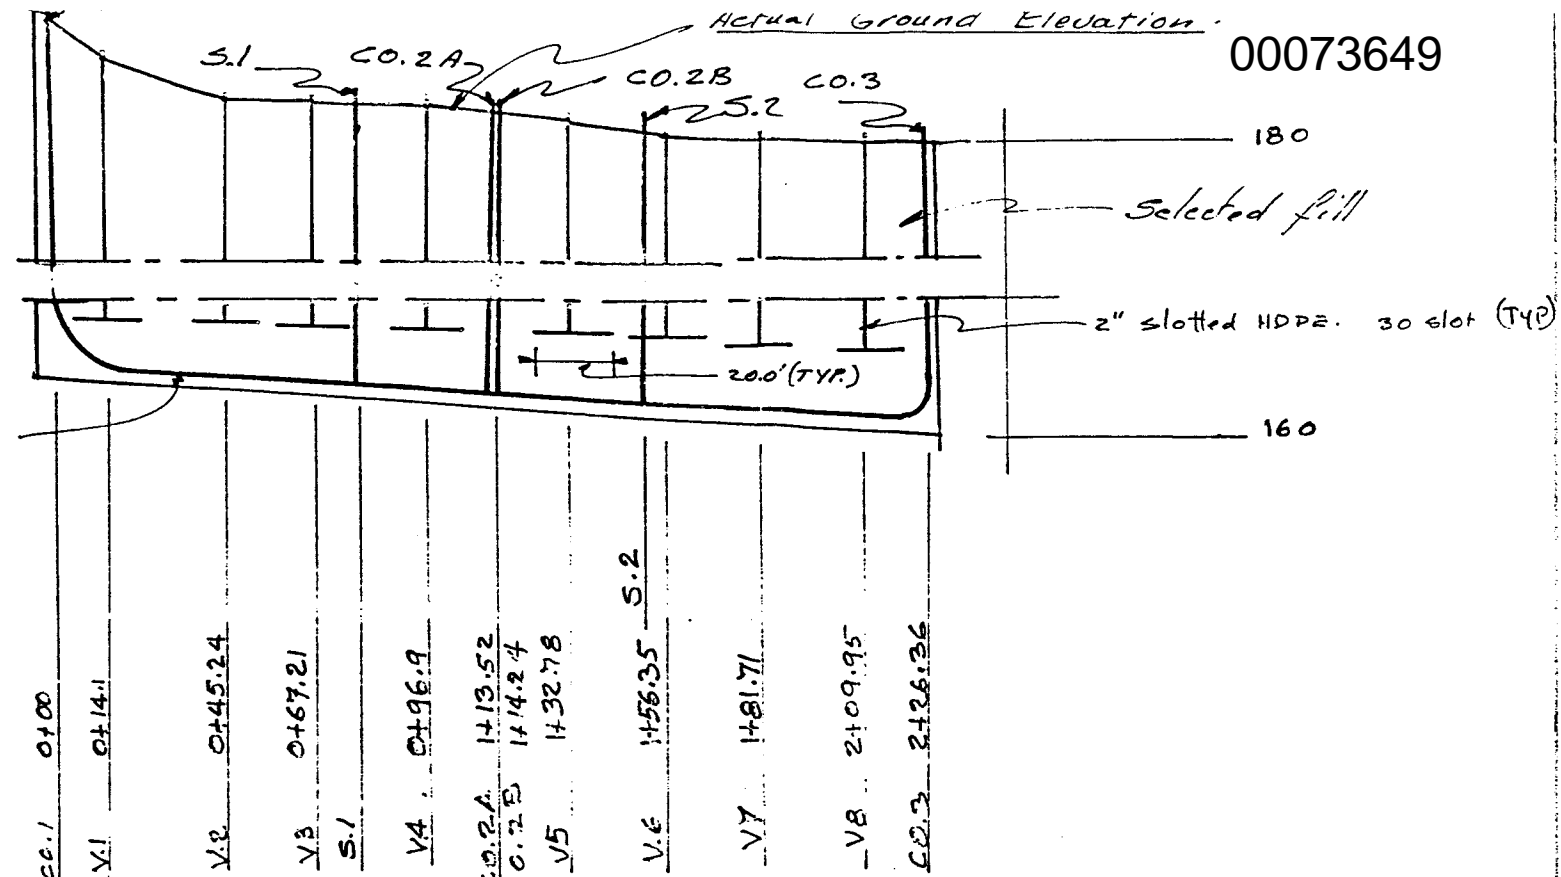 Actual Ground Elevation.
00073649
S.1
CO.2A
CO.2B
CO.3
S.2
180
Selected fill
2" slotted HDPE. 30 slot (TYP)
20.0' (TYP.)
160
CO.1 0+00
V.1 0+14.1
V.2 0+45.24
V3 0+67.21
S.1
V4 0+96.9
CO.2A 1+13.52
O.2B 1+14.24
V5 1+32.78
S.2
V.6 1+56.35
V7 1+81.71
V8 2+09.95
CO.3 2+26.36